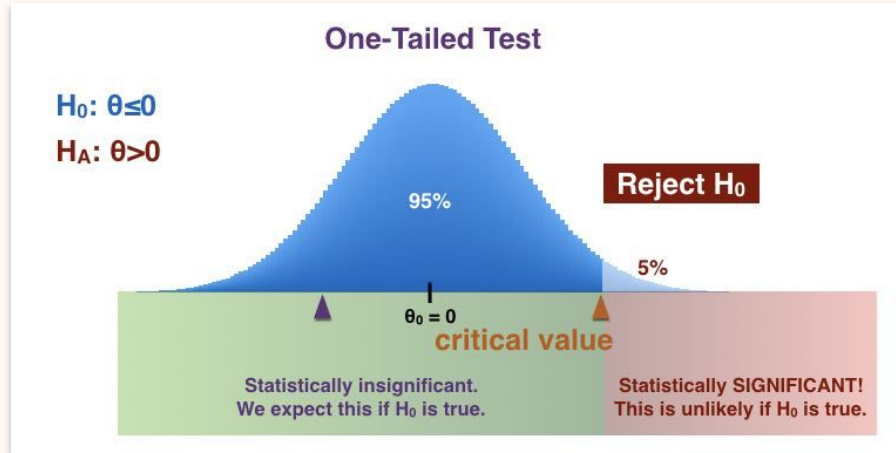 One-Tailed Test
H₀: θ≤0
Hᴀ: θ>0
95%
Reject H₀
5%
θ₀ = 0
critical value
Statistically insignificant.
We expect this if H₀ is true.
Statistically SIGNIFICANT!
This is unlikely if H₀ is true.